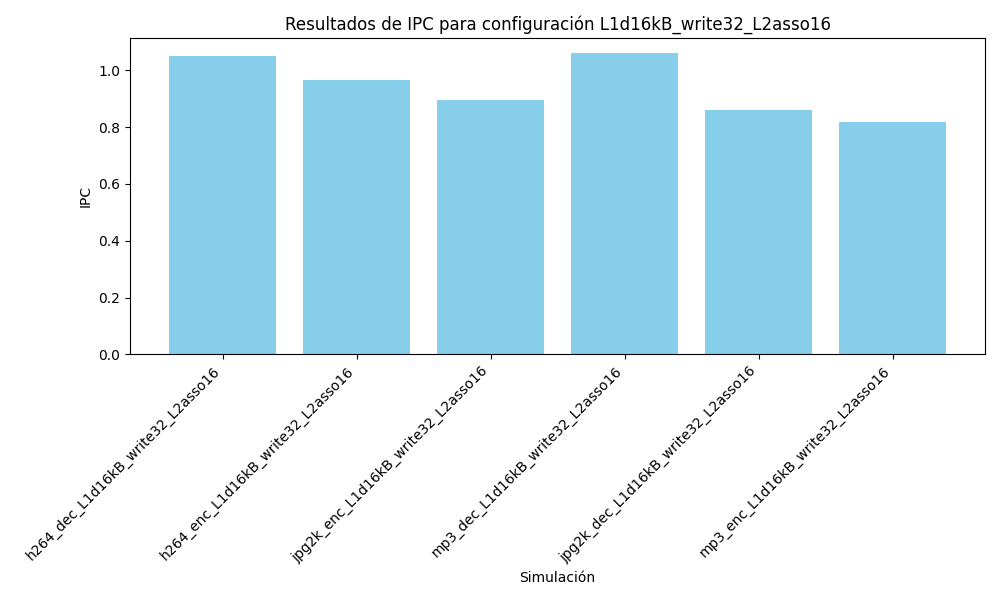 Resultados de IPC para configuración L1d16kB_write32_L2asso16
IPC
1.0
0.8
0.6
0.4
0.2
0.0
h264_dec_L1d16kB_write32_L2asso16
h264_enc_L1d16kB_write32_L2asso16
jpg2k_enc_L1d16kB_write32_L2asso16
mp3_dec_L1d16kB_write32_L2asso16
jpg2k_dec_L1d16kB_write32_L2asso16
mp3_enc_L1d16kB_write32_L2asso16
Simulación